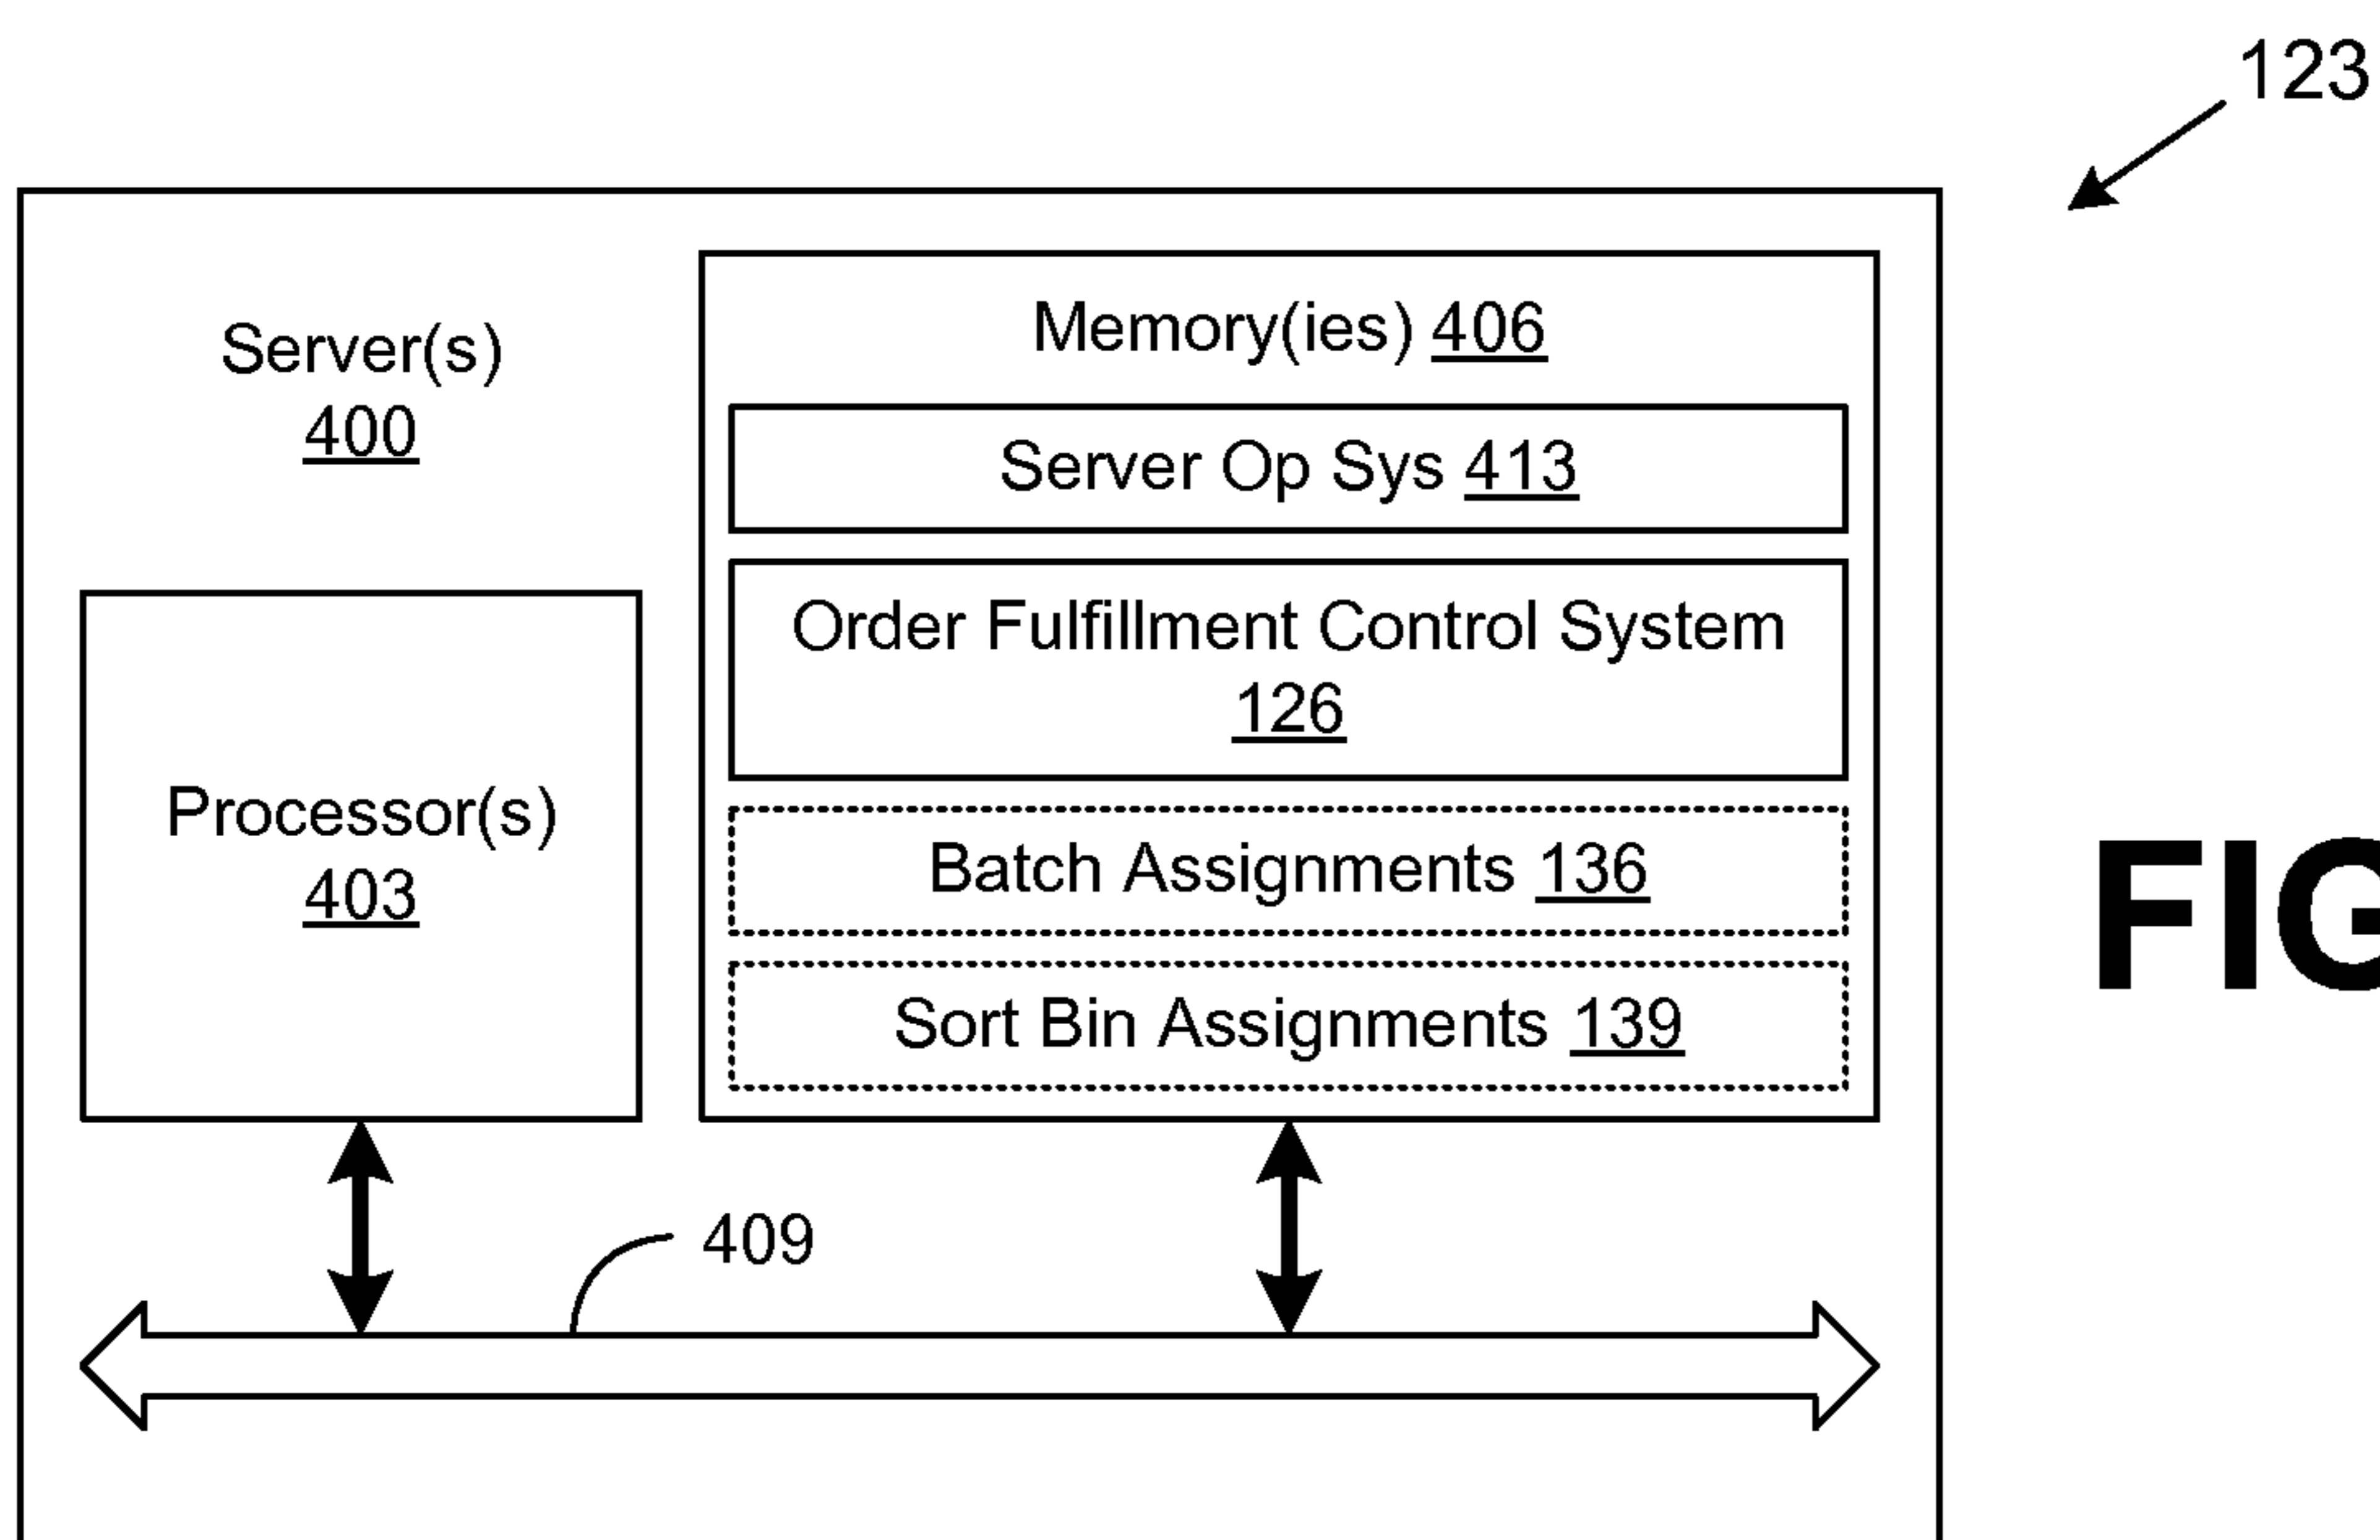 123
Server(s)
400
Memory(ies) 406
Server Op Sys 413
Order Fulfillment Control System
126
Processor(s)
403
Batch Assignments 136
Sort Bin Assignments 139
409